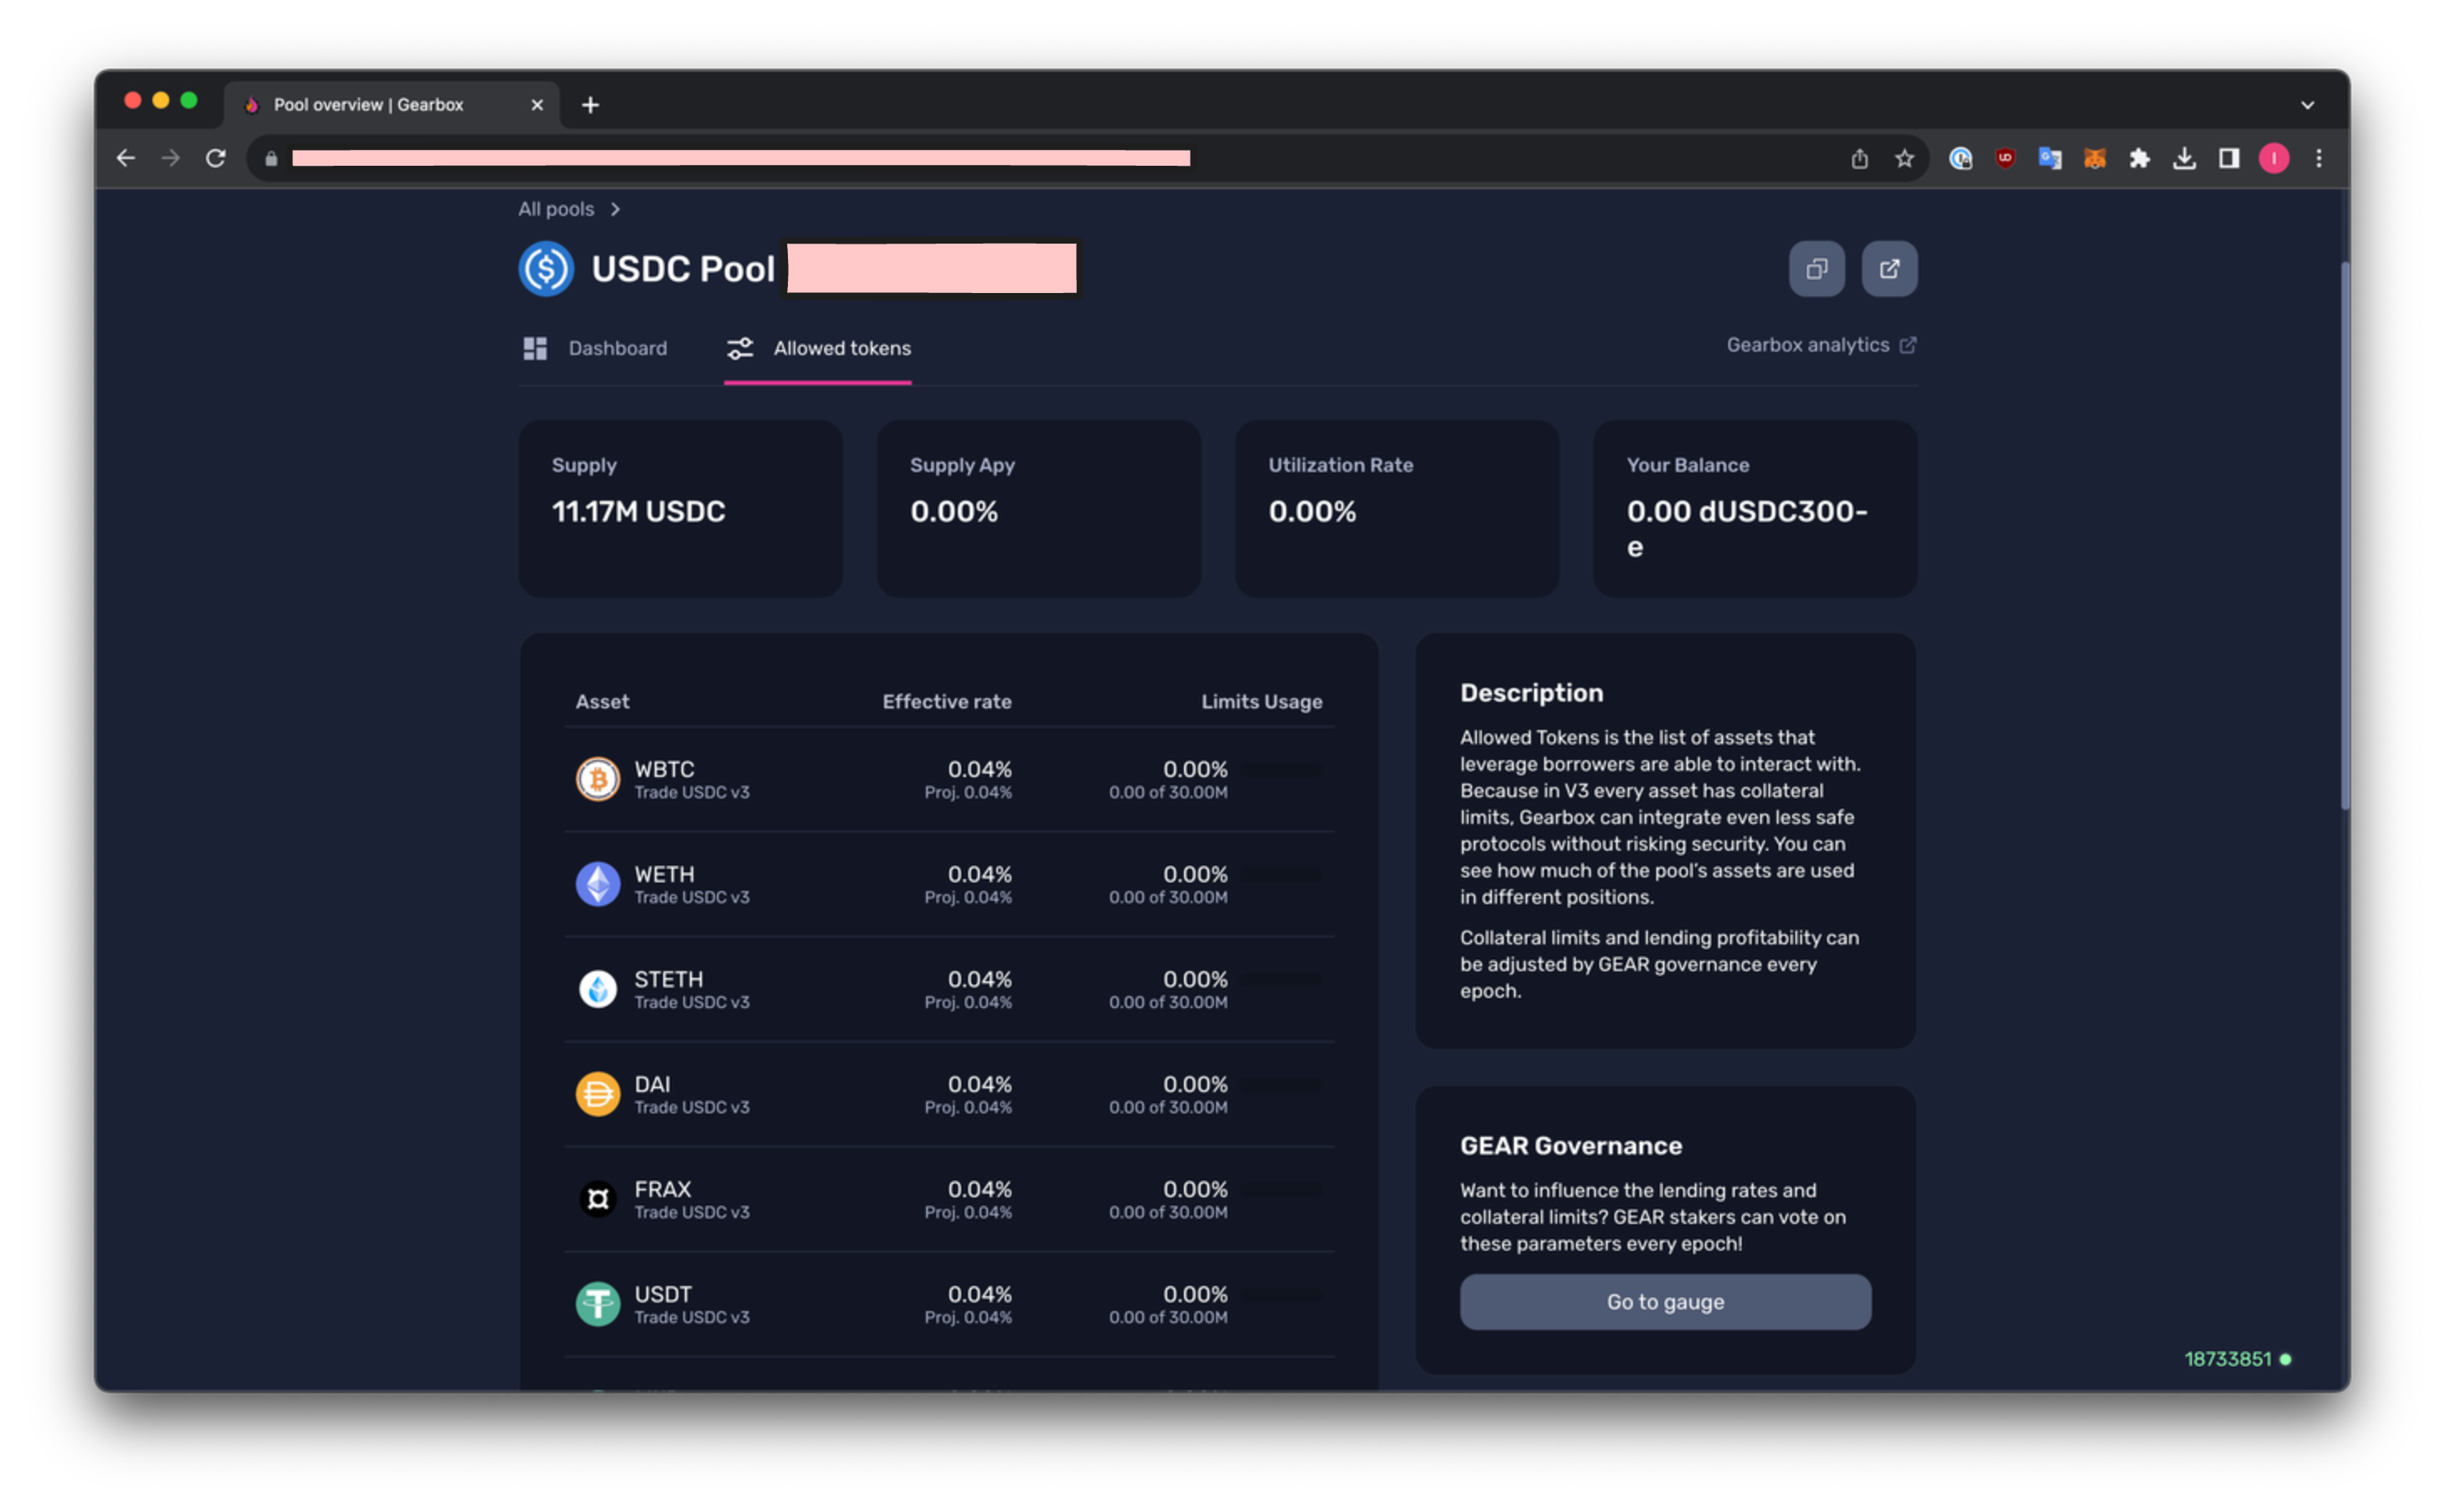 Pool overview | Gearbox
All pools
USDC Pool
Dashboard
Allowed tokens
Gearbox analytics
Supply
11.17M USDC
Supply Apy
0.00%
Utilization Rate
0.00%
Your Balance
0.00 dUSDC300-
e
Asset Effective rate Limits Usage
WBTC 0.04% 0.00%
Trade USDC v3 Proj. 0.04% 0.00 of 30.00M
WETH 0.04% 0.00%
Trade USDC v3 Proj. 0.04% 0.00 of 30.00M
STETH 0.04% 0.00%
Trade USDC v3 Proj. 0.04% 0.00 of 30.00M
DAI 0.04% 0.00%
Trade USDC v3 Proj. 0.04% 0.00 of 30.00M
FRAX 0.04% 0.00%
Trade USDC v3 Proj. 0.04% 0.00 of 30.00M
USDT 0.04% 0.00%
Trade USDC v3 Proj. 0.04% 0.00 of 30.00M
Description
Allowed Tokens is the list of assets that
leverage borrowers are able to interact with.
Because in V3 every asset has collateral
limits, Gearbox can integrate even less safe
protocols without risking security. You can
see how much of the pool's assets are used
in different positions.
Collateral limits and lending profitability can
be adjusted by GEAR governance every
epoch.
GEAR Governance
Want to influence the lending rates and
collateral limits? GEAR stakers can vote on
these parameters every epoch!
Go to gauge
18733851